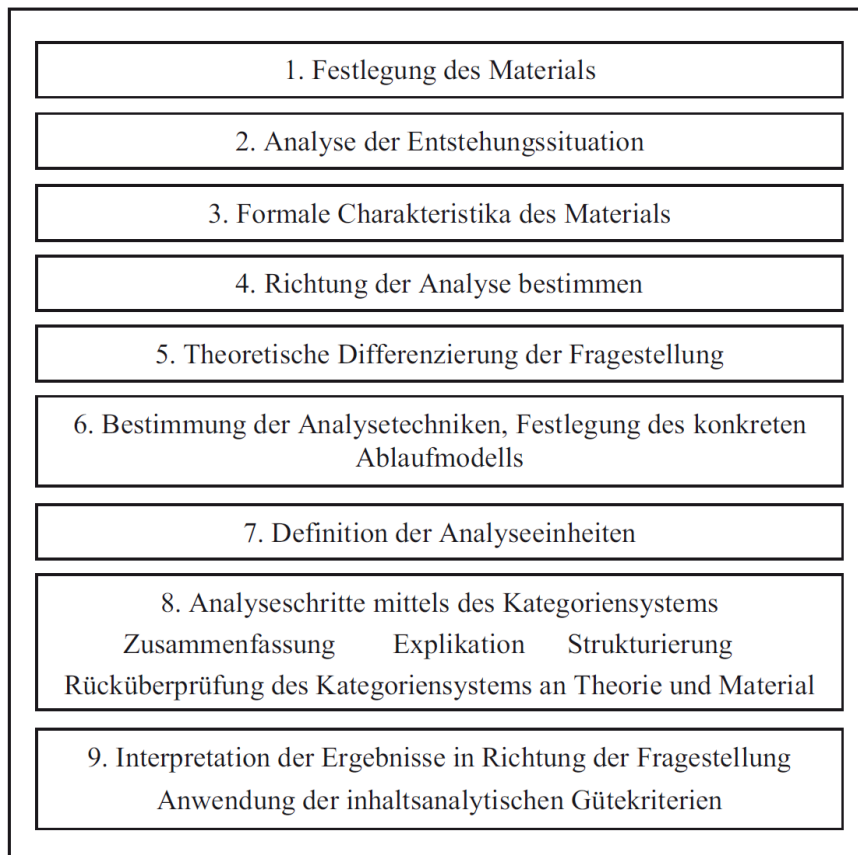 1. Festlegung des Materials
2. Analyse der Entstehungssituation
3. Formale Charakteristika des Materials
4. Richtung der Analyse bestimmen
5. Theoretische Differenzierung der Fragestellung
6. Bestimmung der Analysetechniken, Festlegung des konkreten
Ablaufmodells
7. Definition der Analyseeinheiten
8. Analyseschritte mittels des Kategoriensystems
Zusammenfassung Explikation Strukturierung
Rücküberprüfung des Kategoriensystems an Theorie und Material
9. Interpretation der Ergebnisse in Richtung der Fragestellung
Anwendung der inhaltsanalytischen Gütekriterien